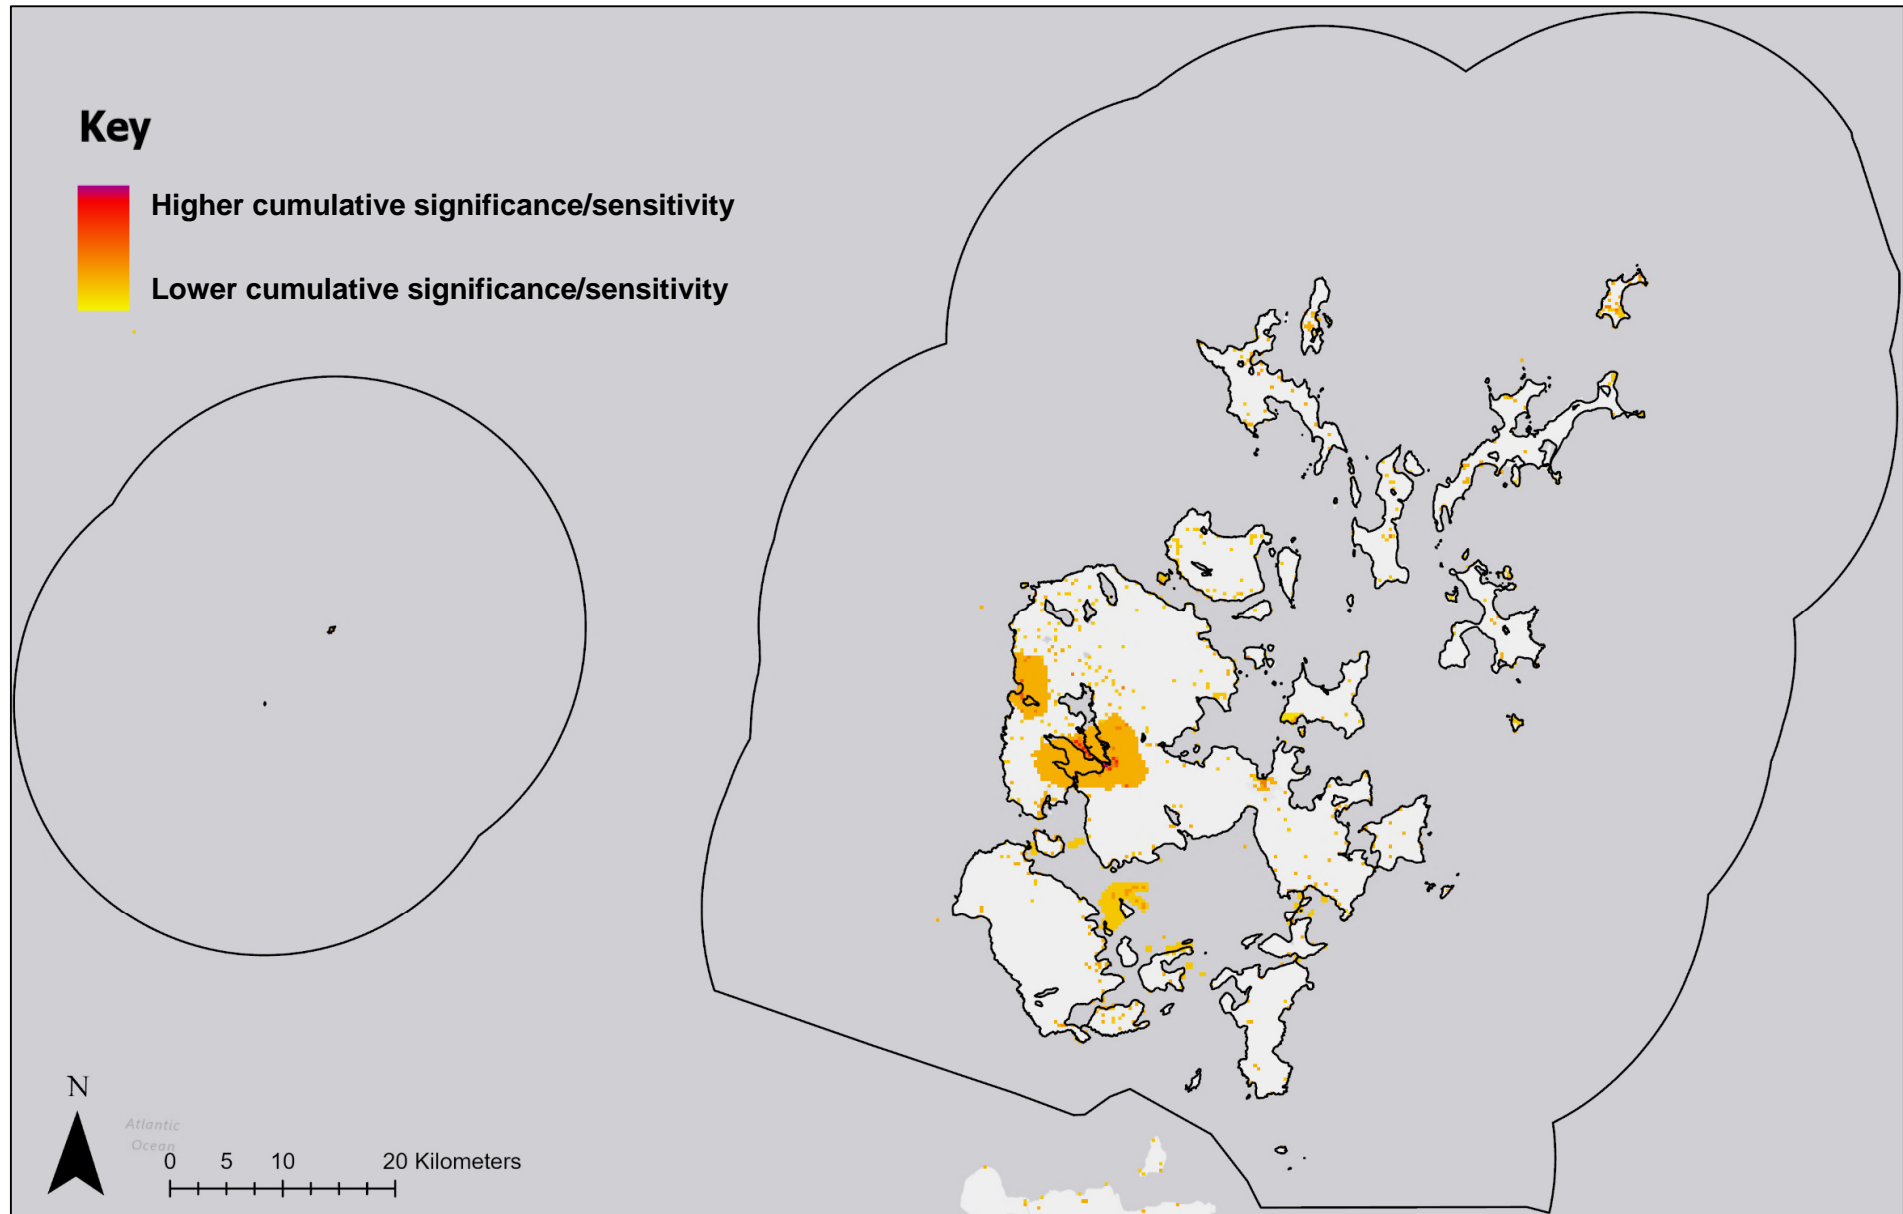 Key
Higher cumulative significance/sensitivity
Lower cumulative significance/sensitivity
N
Atlantic
Ocean
0 5 10 20 Kilometers